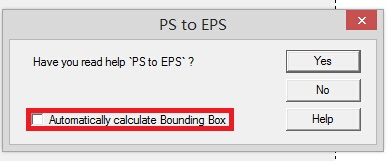 PS to EPS
Have you read help `PS to EPS` ?
Yes
No
Automatically calculate Bounding Box
Help